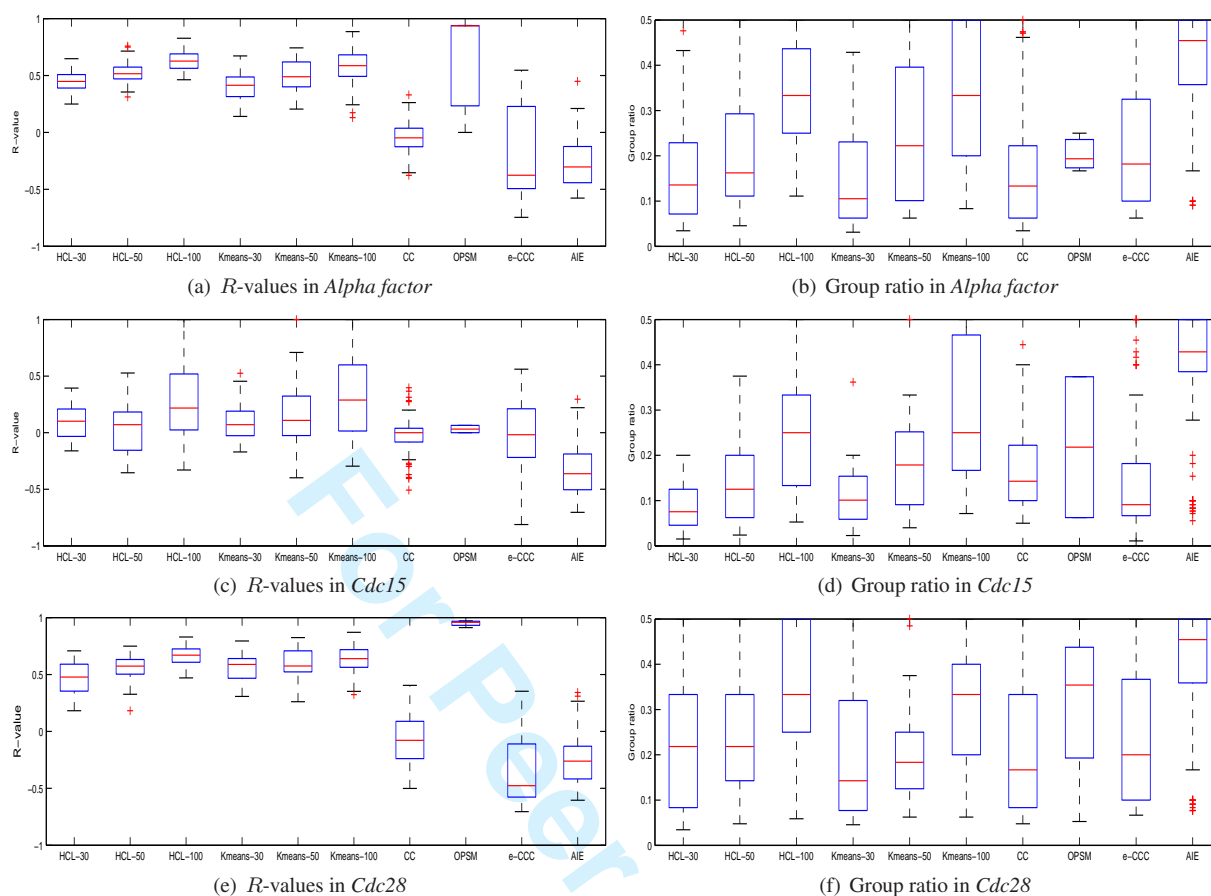 1
0.5
0
−0.5
−1
R−value
HCL−30 HCL−50 HCL−100 Kmeans−30 Kmeans−50 Kmeans−100 CC OPSM e−CCC AIE
(a) R-values in Alpha factor
0.5
0.4
0.3
0.2
0.1
0
Group ratio
HCL−30 HCL−50 HCL−100 Kmeans−30 Kmeans−50 Kmeans−100 CC OPSM e−CCC AIE
(b) Group ratio in Alpha factor
1
0.5
0
−0.5
−1
R−value
HCL−30 HCL−50 HCL−100 Kmeans−30 Kmeans−50 Kmeans−100 CC OPSM e−CCC AIE
(c) R-values in Cdc15
0.5
0.4
0.3
0.2
0.1
0
Group ratio
HCL−30 HCL−50 HCL−100 Kmeans−30 Kmeans−50 Kmeans−100 CC OPSM e−CCC AIE
(d) Group ratio in Cdc15
1
0.5
0
−0.5
−1
R−value
HCL−30 HCL−50 HCL−100 Kmeans−30 Kmeans−50 Kmeans−100 CC OPSM e−CCC AIE
(e) R-values in Cdc28
0.5
0.4
0.3
0.2
0.1
0
Group ratio
HCL−30 HCL−50 HCL−100 Kmeans−30 Kmeans−50 Kmeans−100 CC OPSM e−CCC AIE
(f) Group ratio in Cdc28
For Peer